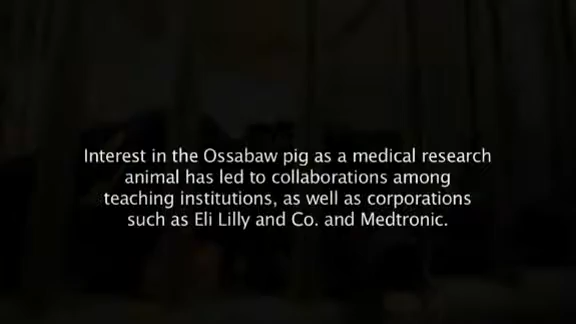 Interest in the Ossabaw pig as a medical research
animal has led to collaborations among
teaching institutions, as well as corporations
such as Eli Lilly and Co. and Medtronic.